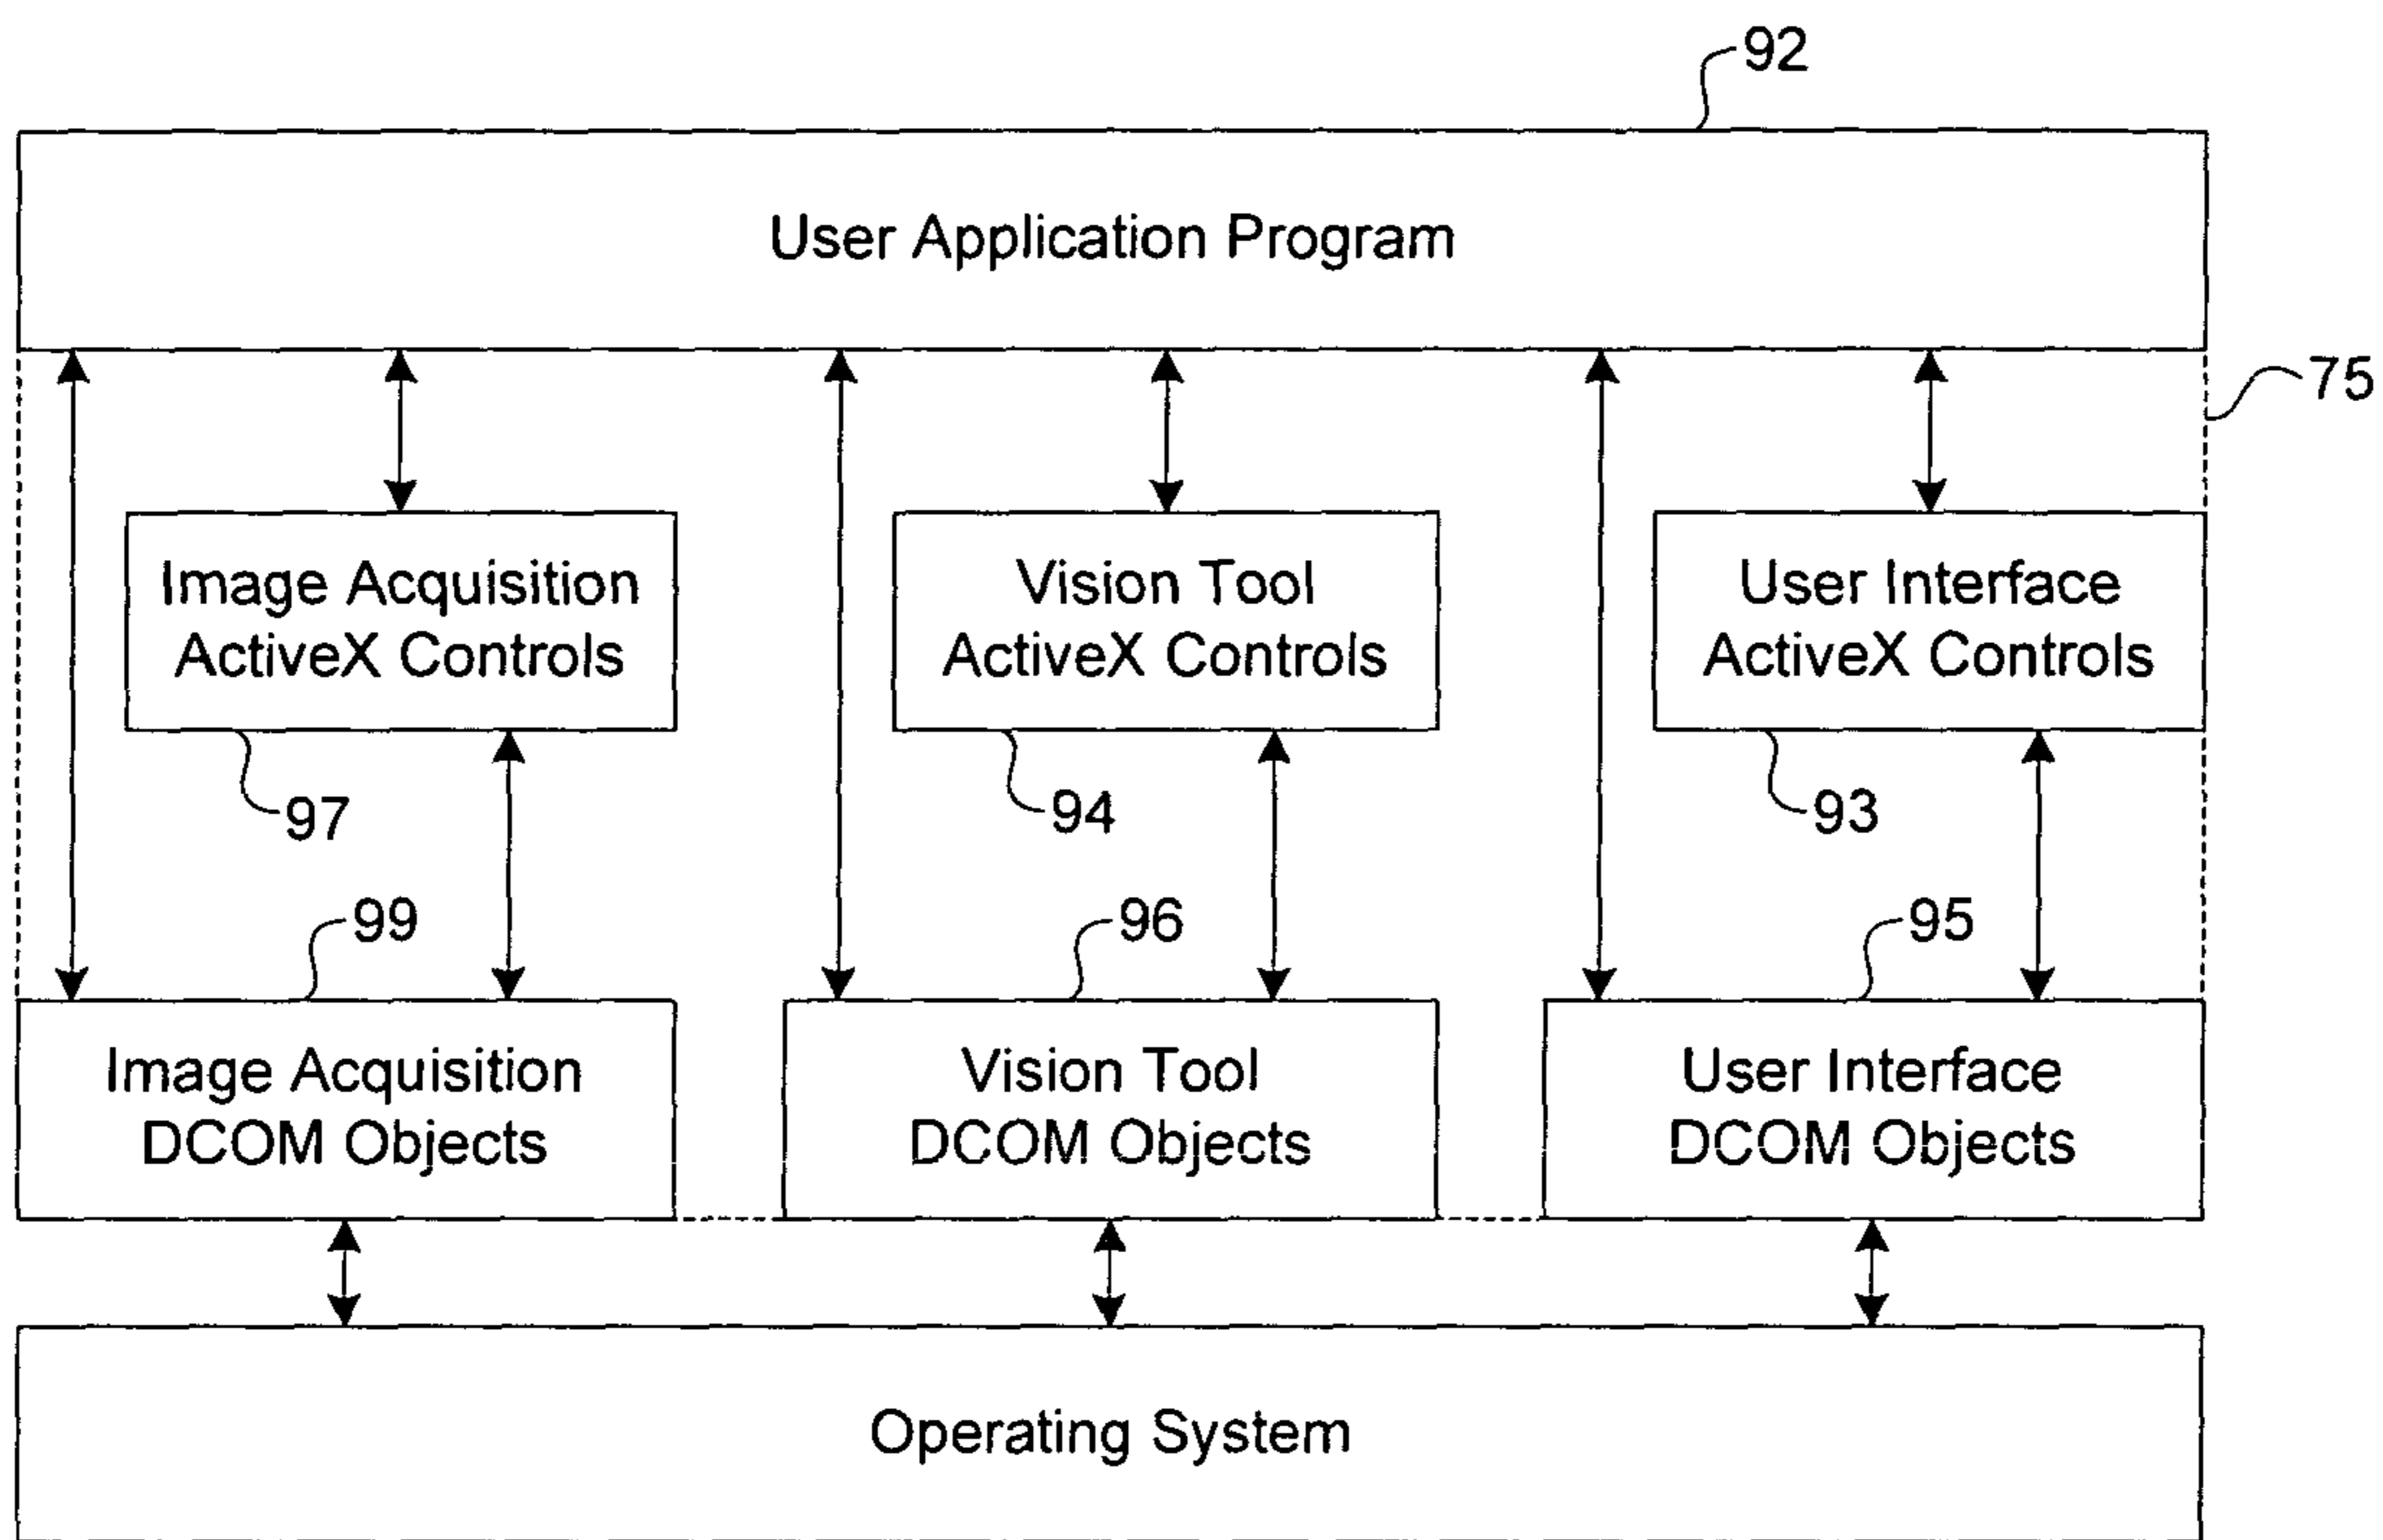 92
User Application Program
75
Image Acquisition
ActiveX Controls
Vision Tool
ActiveX Controls
User Interface
ActiveX Controls
97
94
93
99
96
95
Image Acquisition
DCOM Objects
Vision Tool
DCOM Objects
User Interface
DCOM Objects
Operating System